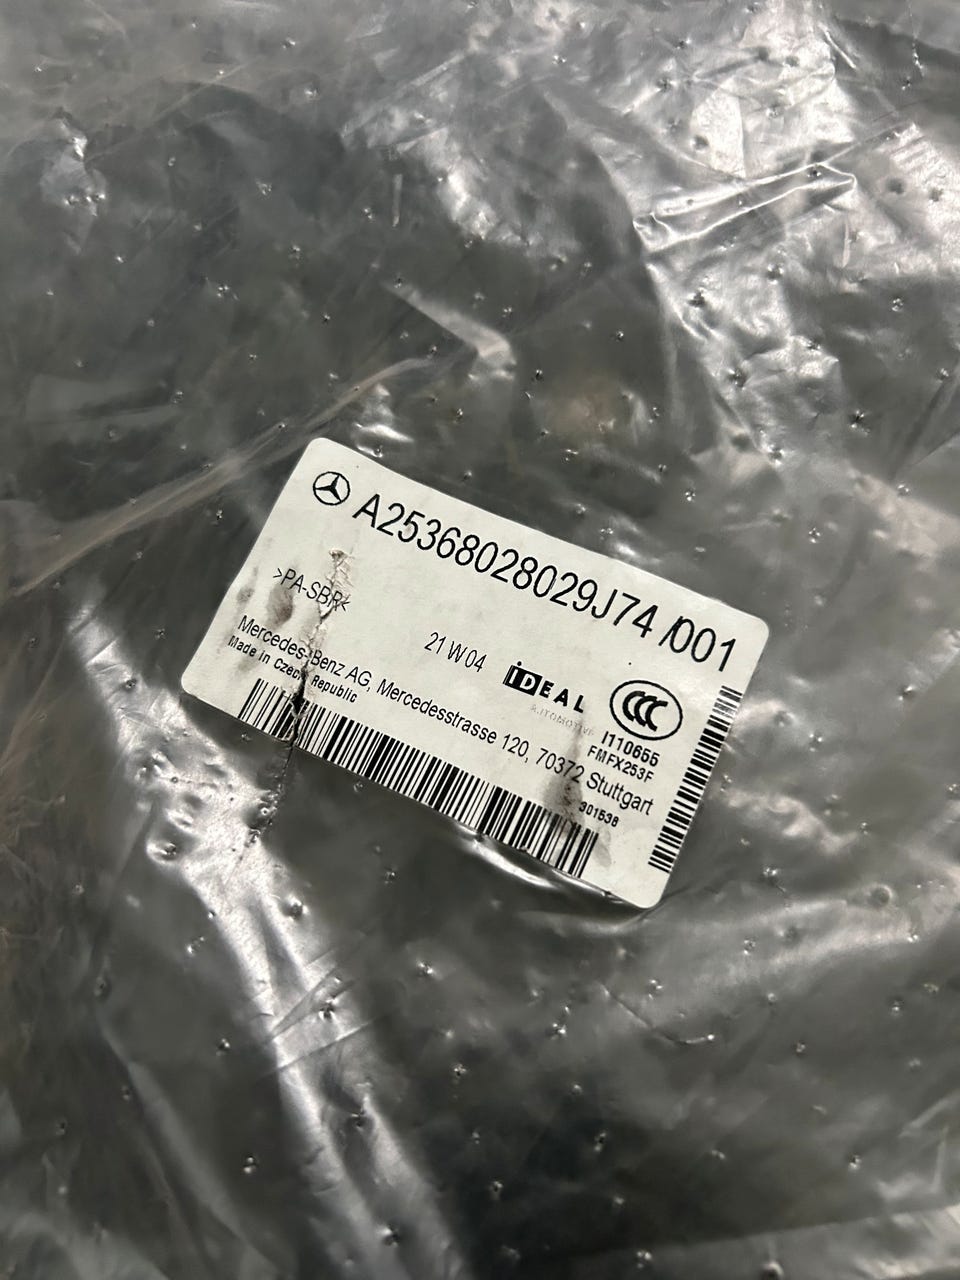 A25368028029J74 /001
>PA-SBR<
21 W 04
IDEAL
AUTOMOTIVE
CCC
I110655
FMFX253F
Mercedes-Benz AG, Mercedesstrasse 120, 70372 Stuttgart
Made in Czech Republic
301538